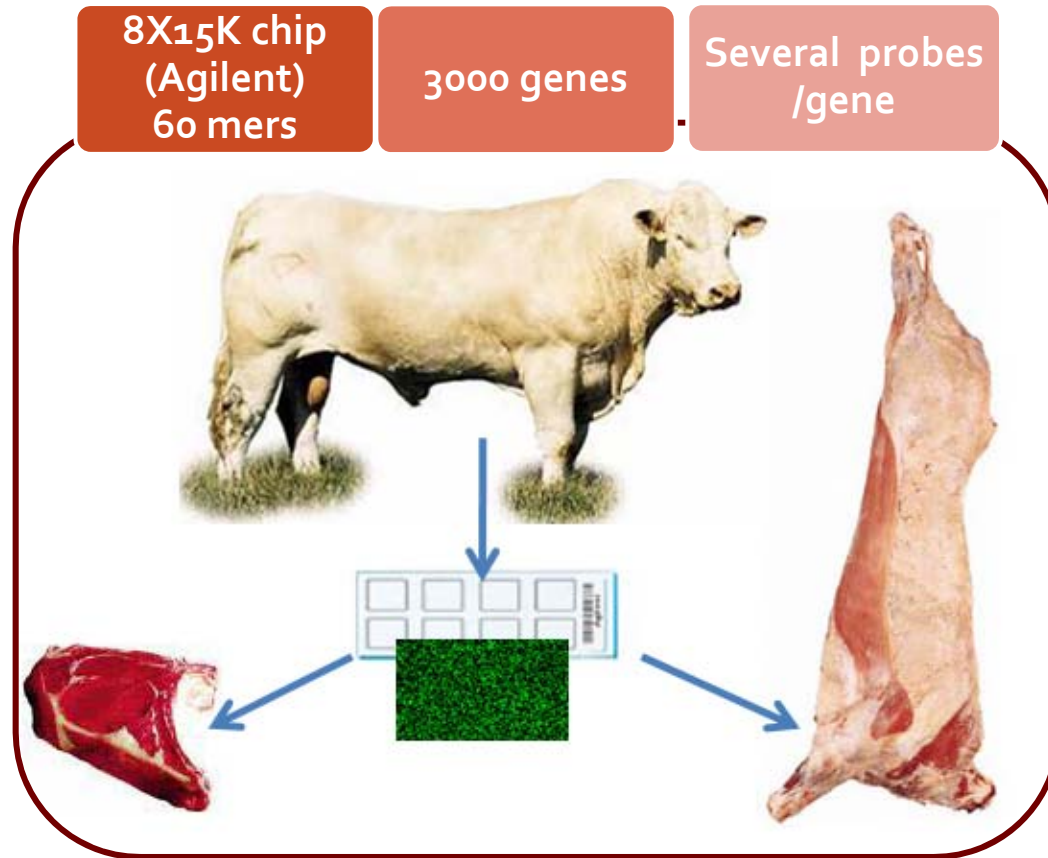 8X15K chip
(Agilent)
60 mers
3000 genes
.
Several probes
/gene